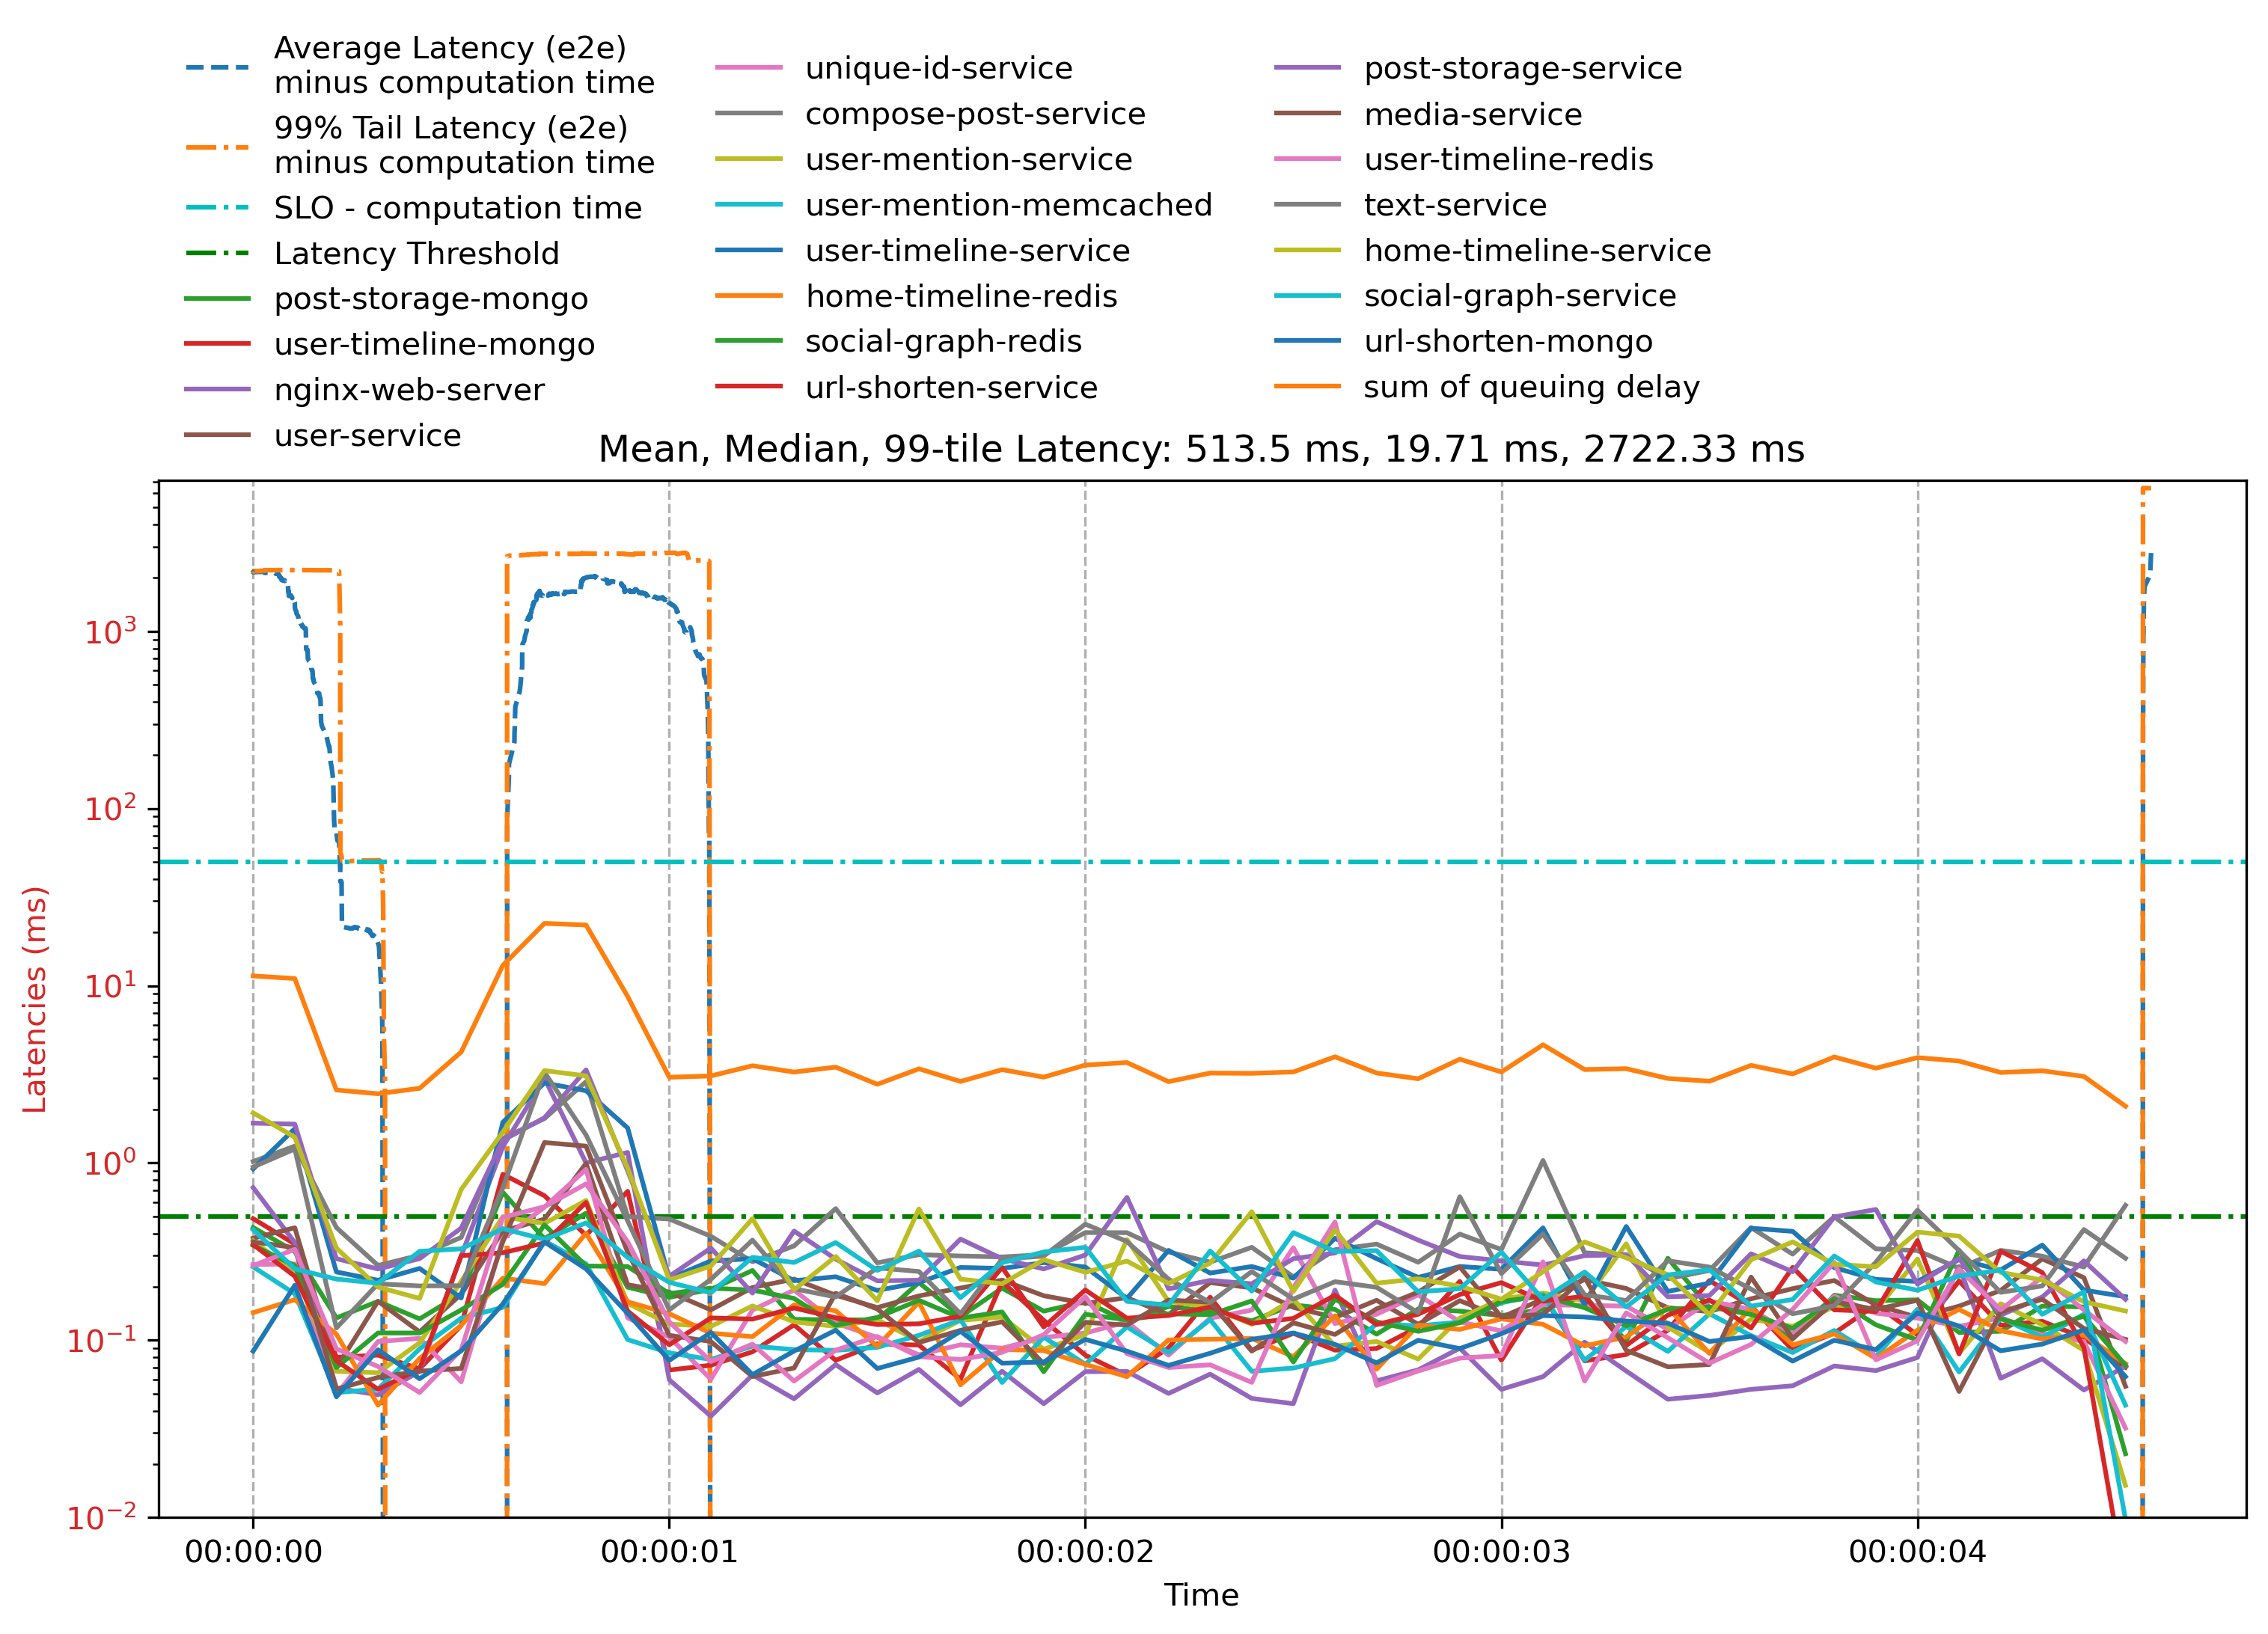 Average Latency (e2e)
minus computation time
99% Tail Latency (e2e)
minus computation time
SLO - computation time
Latency Threshold
post-storage-mongo
user-timeline-mongo
nginx-web-server
user-service
unique-id-service
compose-post-service
user-mention-service
user-mention-memcached
user-timeline-service
home-timeline-redis
social-graph-redis
url-shorten-service
post-storage-service
media-service
user-timeline-redis
text-service
home-timeline-service
social-graph-service
url-shorten-mongo
sum of queuing delay
Mean, Median, 99-tile Latency: 513.5 ms, 19.71 ms, 2722.33 ms
Latencies (ms)
10³
10²
10¹
10⁰
10⁻¹
10⁻²
00:00:00 00:00:01 00:00:02 00:00:03 00:00:04
Time